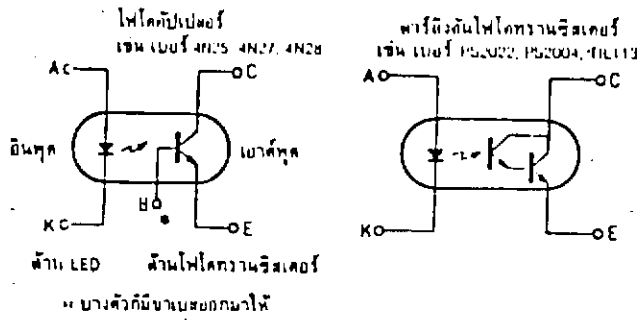 โฟโต้คัปเปลอร์
เช่น เบอร์ 4N25, 4N27, 4N28
A
C
อินพุต
เอาต์พุต
B
*
K
E
ด้าน LED ด้านโฟโตทรานซิสเตอร์
* บางตัวก็มีขาเบสออกมาให้
ดาร์ลิงตันโฟโตทรานซิสเตอร์
เช่น เบอร์ PS2022, PS2004,
A
C
K
E